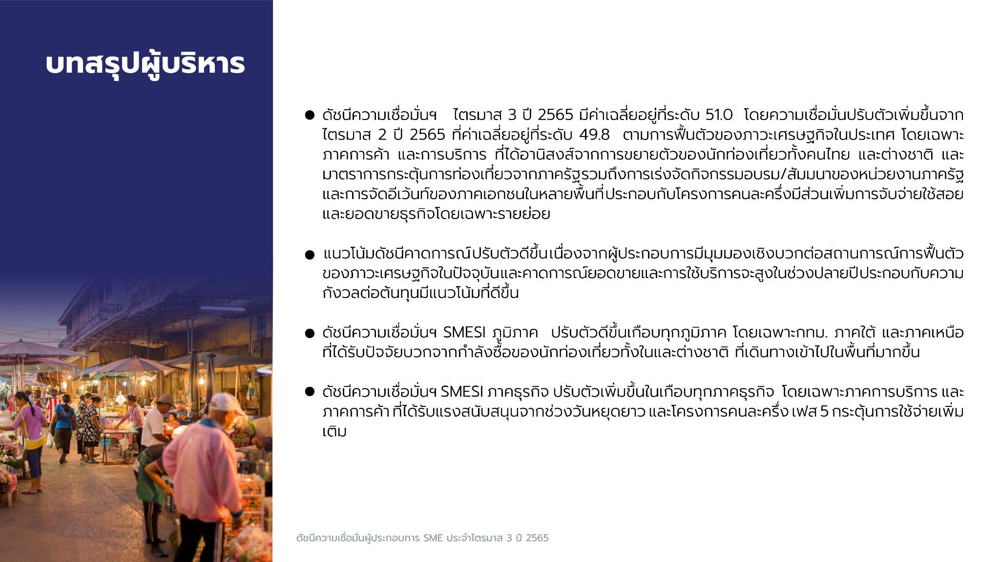 บทสรุปผู้บริหาร
● ดัชนีความเชื่อมั่นฯ ไตรมาส 3 ปี 2565 มีค่าเฉลี่ยอยู่ที่ระดับ 51.0 โดยความเชื่อมั่นปรับตัวเพิ่มขึ้นจาก
ไตรมาส 2 ปี 2565 ที่ค่าเฉลี่ยอยู่ที่ระดับ 49.8 ตามการฟื้นตัวของภาวะเศรษฐกิจในประเทศ โดยเฉพาะ
ภาคการค้า และการบริการ ที่ได้อานิสงส์จากการขยายตัวของนักท่องเที่ยวทั้งคนไทย และต่างชาติ และ
มาตราการกระตุ้นการท่องเที่ยวจากภาครัฐรวมถึงการเร่งจัดกิจกรรมอบรม/สัมมนาของหน่วยงานภาครัฐ
และการจัดอีเว้นท์ของภาคเอกชนในหลายพื้นที่ประกอบกับโครงการคนละครึ่งมีส่วนเพิ่มการจับจ่ายใช้สอย
และยอดขายธุรกิจโดยเฉพาะรายย่อย
● แนวโน้มดัชนีคาดการณ์ปรับตัวดีขึ้นเนื่องจากผู้ประกอบการมีมุมมองเชิงบวกต่อสถานการณ์การฟื้นตัว
ของภาวะเศรษฐกิจในปัจจุบันและคาดการณ์ยอดขายและการใช้บริการจะสูงในช่วงปลายปีประกอบกับความ
กังวลต่อต้นทุนมีแนวโน้มที่ดีขึ้น
● ดัชนีความเชื่อมั่นฯ SMESI ภูมิภาค ปรับตัวดีขึ้นเกือบทุกภูมิภาค โดยเฉพาะกทม. ภาคใต้ และภาคเหนือ
ที่ได้รับปัจจัยบวกจากกำลังซื้อของนักท่องเที่ยวทั้งในและต่างชาติ ที่เดินทางเข้าไปในพื้นที่มากขึ้น
● ดัชนีความเชื่อมั่นฯ SMESI ภาคธุรกิจ ปรับตัวเพิ่มขึ้นในเกือบทุกภาคธุรกิจ โดยเฉพาะภาคการบริการ และ
ภาคการค้า ที่ได้รับแรงสนับสนุนจากช่วงวันหยุดยาว และโครงการคนละครึ่ง เฟส 5 กระตุ้นการใช้จ่ายเพิ่ม
เติม
ดัชนีความเชื่อมั่นผู้ประกอบการ SME ประจำไตรมาส 3 ปี 2565